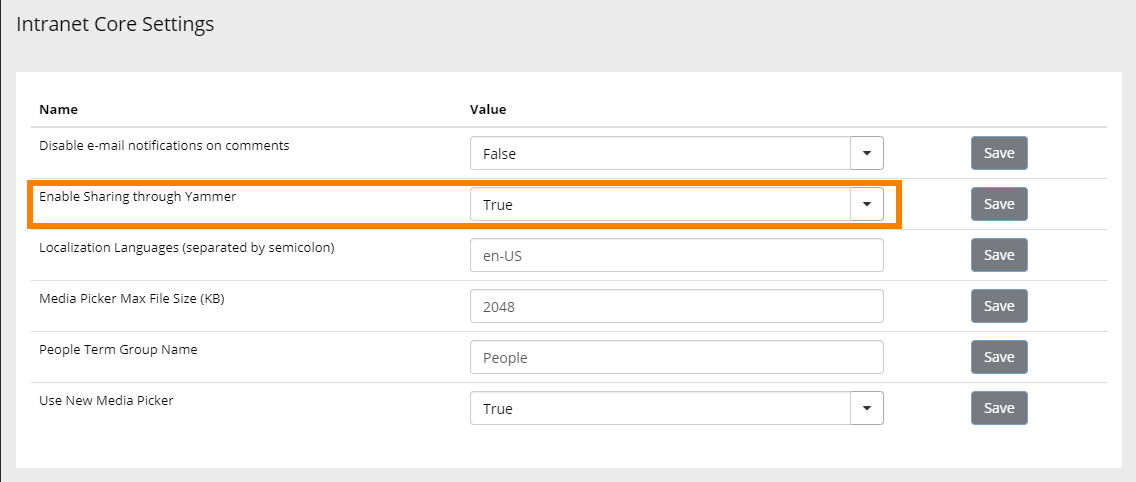 Intranet Core Settings
Name Value
Disable e-mail notifications on comments False Save
Enable Sharing through Yammer True Save
Localization Languages (separated by semicolon) en-US Save
Media Picker Max File Size (KB) 2048 Save
People Term Group Name People Save
Use New Media Picker True Save